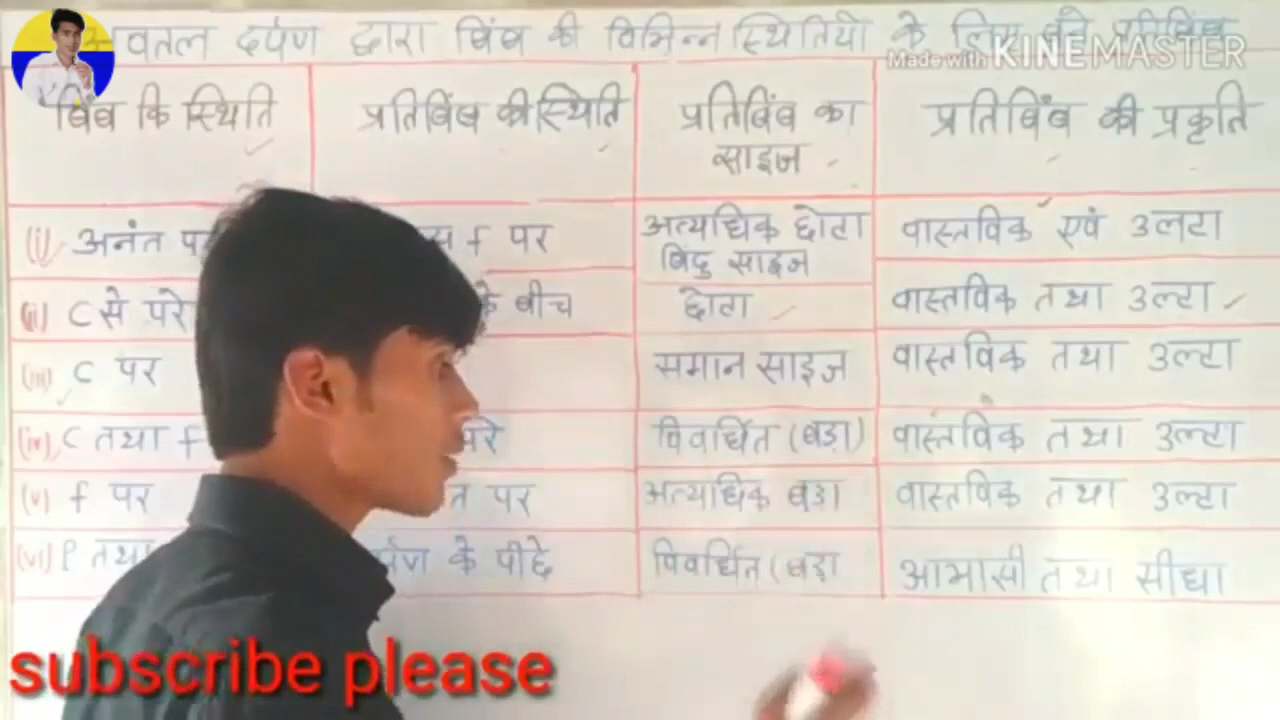 अवतल दर्पण द्वारा बिंब की विभिन्न स्थितियो के लिए बने प्रतिबिंब
Made with KINEMASTER
बिंब कि स्थिति
प्रतिबिंब की स्थिति
प्रतिबिंब का
साइज
प्रतिबिंब की प्रकृति
(i) अनंत
f पर
अत्यधिक छोटा
बिंदु साइज
वास्तविक एवं उलटा
(ii) C से परे
के बीच
छोटा
वास्तविक तथा उल्टा
(iii) C पर
समान साइज
वास्तविक तथा उल्टा
(iv) C तथा f
परे
विवर्धित (बड़ा)
वास्तविक तथा उल्टा
(v) f पर
पर
अत्यधिक बड़ा
वास्तविक तथा उल्टा
(vi) P तथा
के पीछे
विवर्धित (बड़ा
आभासी तथा सीधा
subscribe please